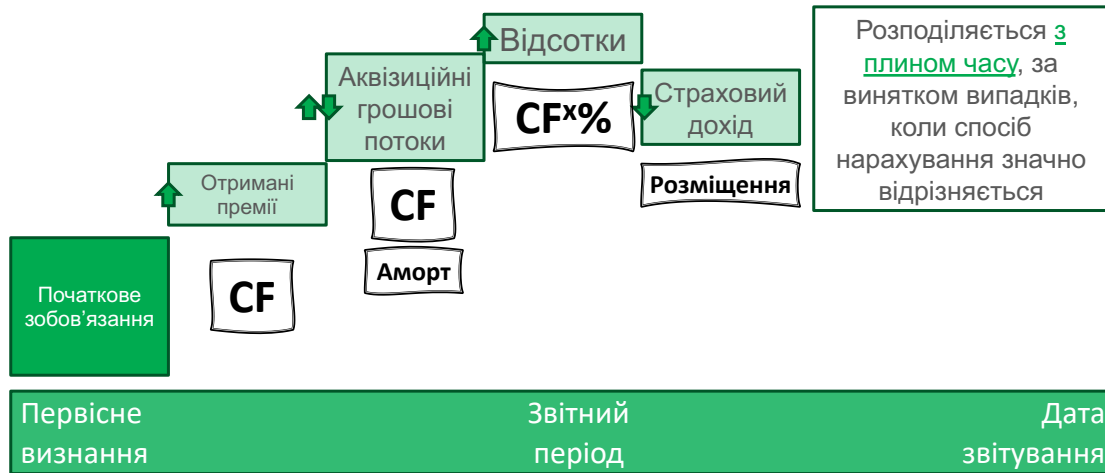 Початкове
зобов’язання
Отримані
премії
CF
Аквізиційні
грошові
потоки
CF
Аморт
Відсотки
CFˣ%
Страховий
дохід
Розміщення
Розподіляється з
плином часу, за
винятком випадків,
коли спосіб
нарахування значно
відрізняється
Первісне
визнання
Звітний
період
Дата
звітування